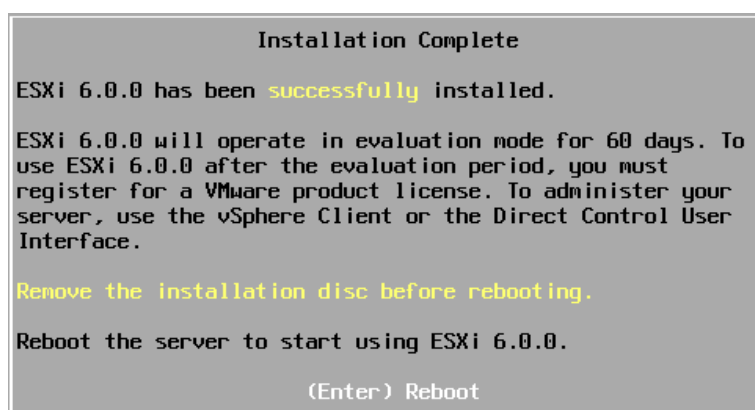 Installation Complete
ESXi 6.0.0 has been successfully installed.
ESXi 6.0.0 will operate in evaluation mode for 60 days. To
use ESXi 6.0.0 after the evaluation period, you must
register for a VMware product license. To administer your
server, use the vSphere Client or the Direct Control User
Interface.
Remove the installation disc before rebooting.
Reboot the server to start using ESXi 6.0.0.
(Enter) Reboot